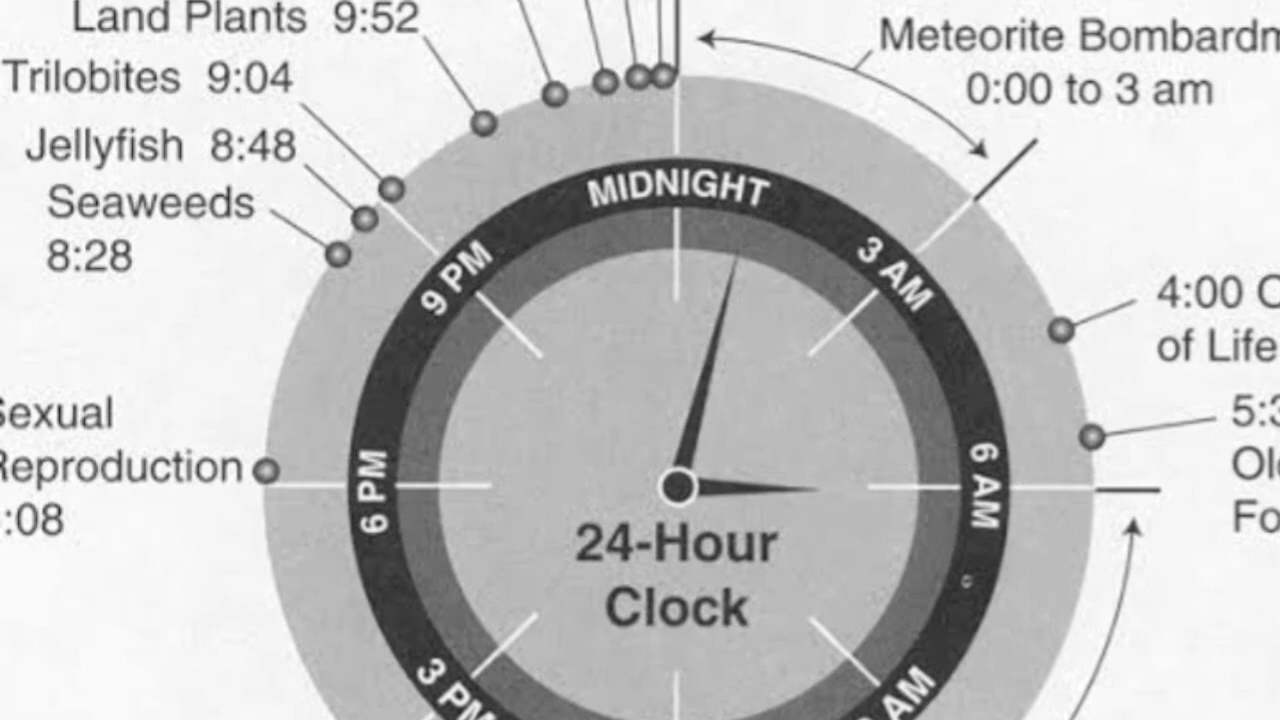 Land Plants 9:52
Trilobites 9:04
Jellyfish 8:48
Seaweeds
8:28
Sexual
Reproduction
:08
Meteorite
0:00 to 3 am
4:00
of Life
MIDNIGHT
3 AM
6 AM
AM
3 PM
6 PM
9 PM
24-Hour
Clock